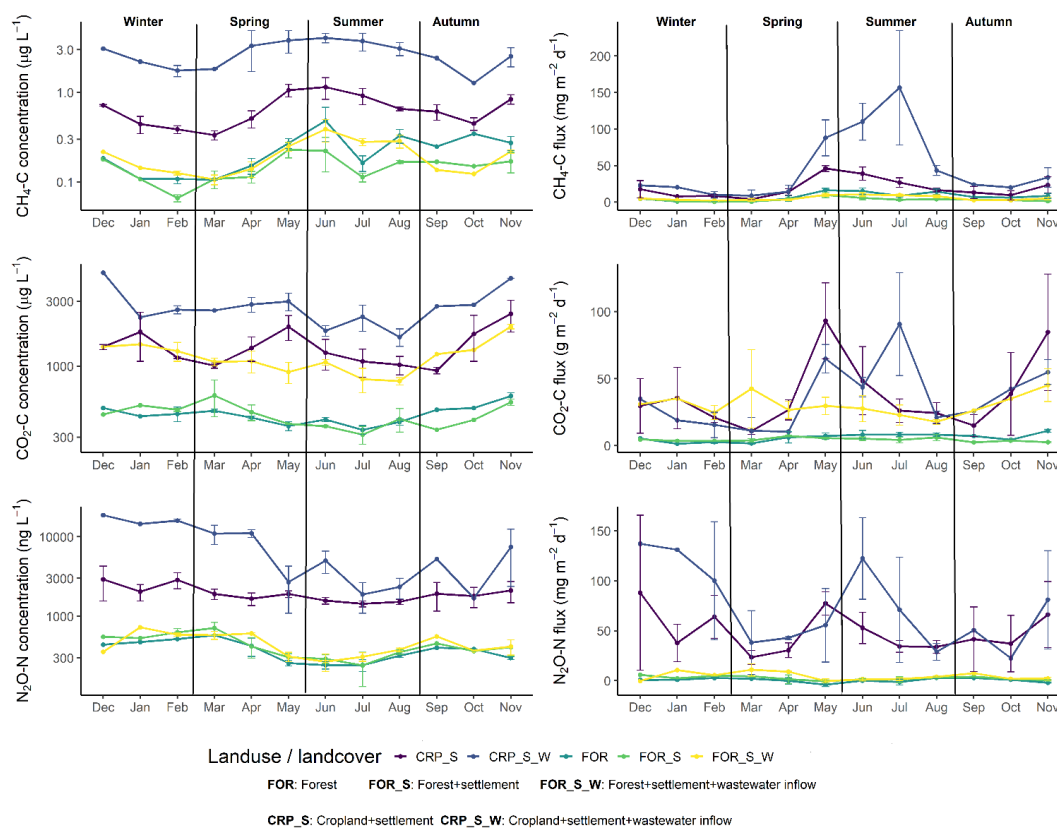 Winter Spring Summer Autumn
CH₄-C concentration (µg L⁻¹)
3.0
1.0
0.3
0.1
Dec Jan Feb Mar Apr May Jun Jul Aug Sep Oct Nov
Winter Spring Summer Autumn
CH₄-C flux (mg m⁻² d⁻¹)
200
150
100
50
0
Dec Jan Feb Mar Apr May Jun Jul Aug Sep Oct Nov
CO₂-C concentration (µg L⁻¹)
3000
1000
300
Dec Jan Feb Mar Apr May Jun Jul Aug Sep Oct Nov
CO₂-C flux (g m⁻² d⁻¹)
100
50
0
Dec Jan Feb Mar Apr May Jun Jul Aug Sep Oct Nov
N₂O-N concentration (ng L⁻¹)
10000
3000
1000
300
Dec Jan Feb Mar Apr May Jun Jul Aug Sep Oct Nov
N₂O-N flux (mg m⁻² d⁻¹)
150
100
50
0
Dec Jan Feb Mar Apr May Jun Jul Aug Sep Oct Nov
Landuse / landcover CRP_S CRP_S_W FOR FOR_S FOR_S_W
FOR: Forest FOR_S: Forest+settlement FOR_S_W: Forest+settlement+wastewater inflow
CRP_S: Cropland+settlement CRP_S_W: Cropland+settlement+wastewater inflow